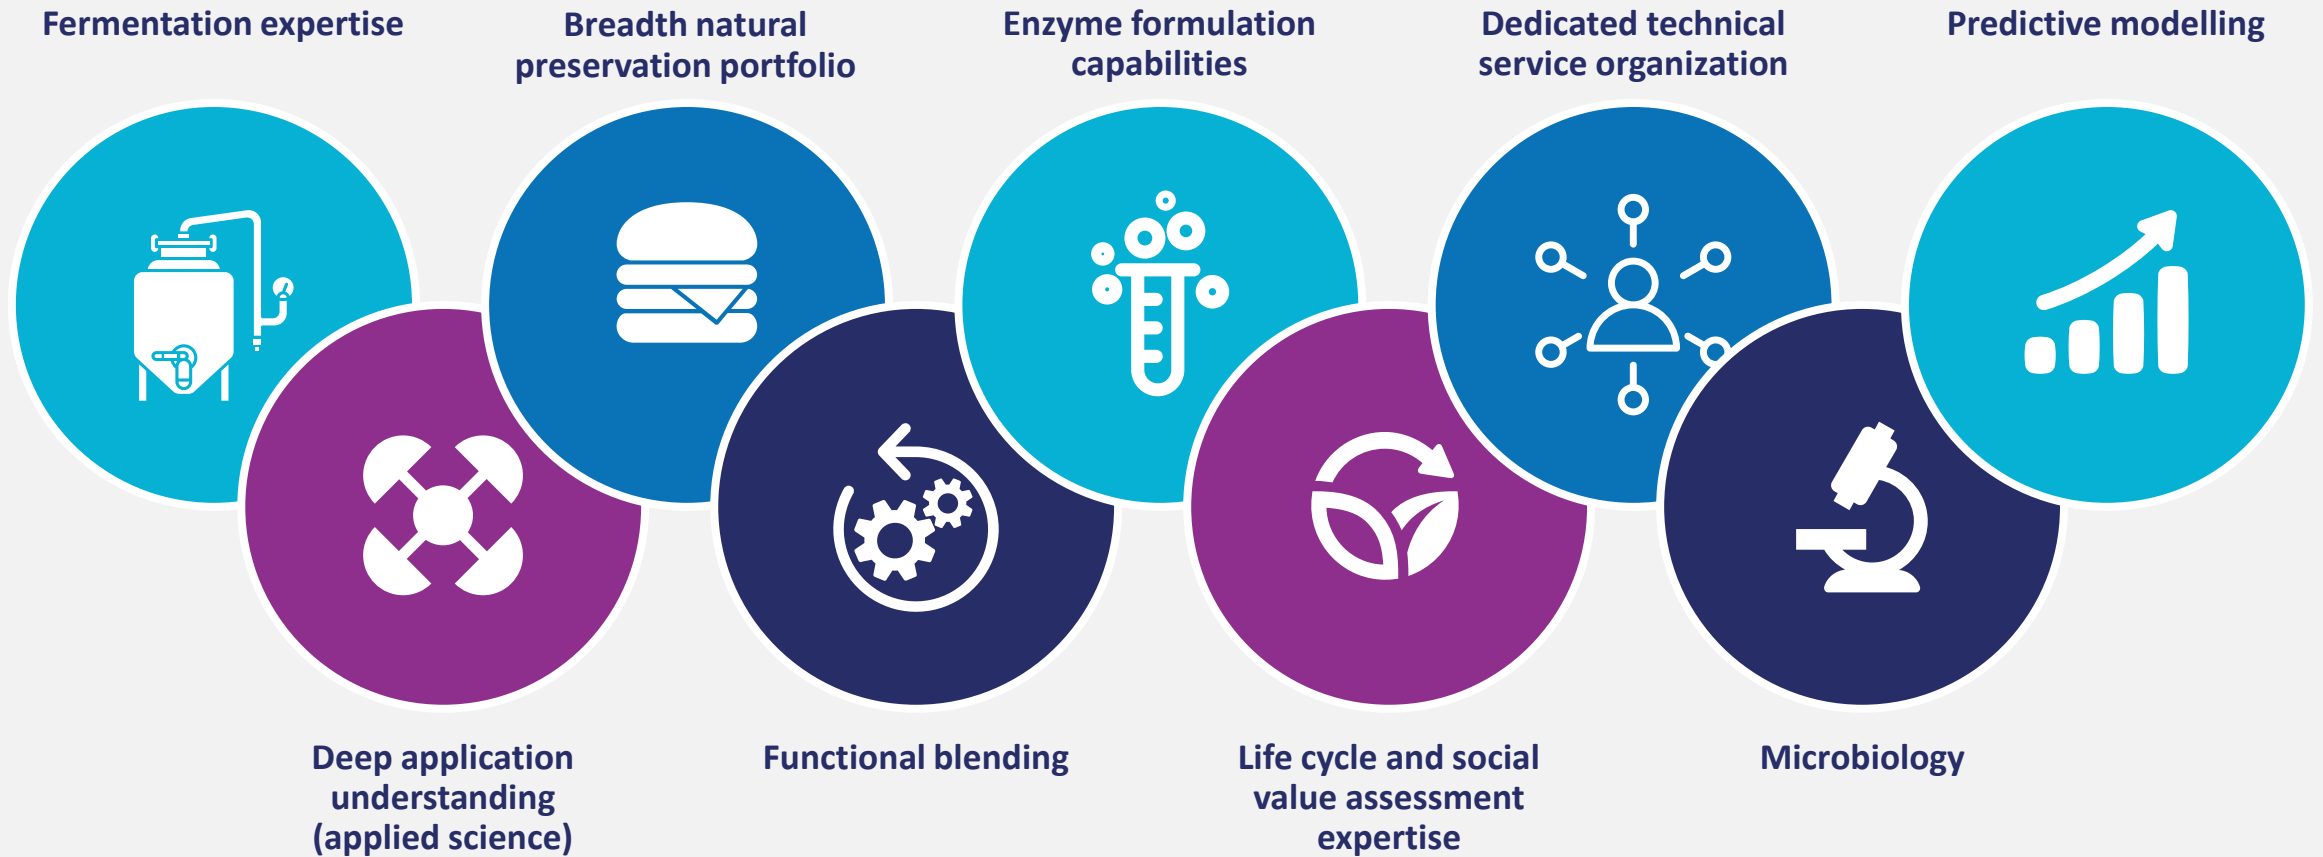 Fermentation expertise
Breadth natural
preservation portfolio
Enzyme formulation
capabilities
Dedicated technical
service organization
Predictive modelling
Deep application
understanding
(applied science)
Functional blending
Life cycle and social
value assessment
expertise
Microbiology